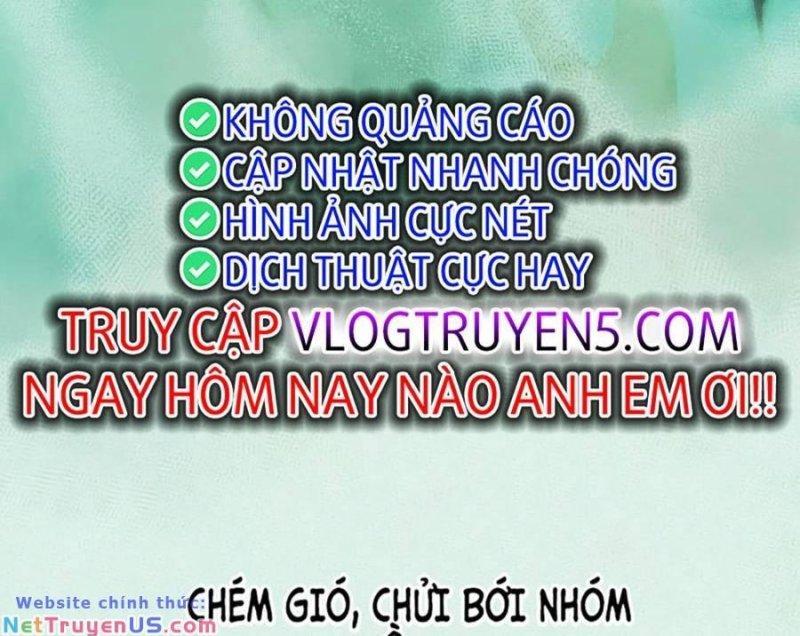 KHÔNG QUẢNG CÁO
CẬP NHẬT NHANH CHÓNG
HÌNH ẢNH CỰC NÉT
DỊCH THUẬT CỰC HAY
TRUY CẬP VLOGTRUYEN5.COM
NGAY HÔM NAY NÀO ANH EM ƠI!!
CHÉM GIÓ, CHỬI BỚI NHÓM
Website chính thức:
NetTruyenUS.com